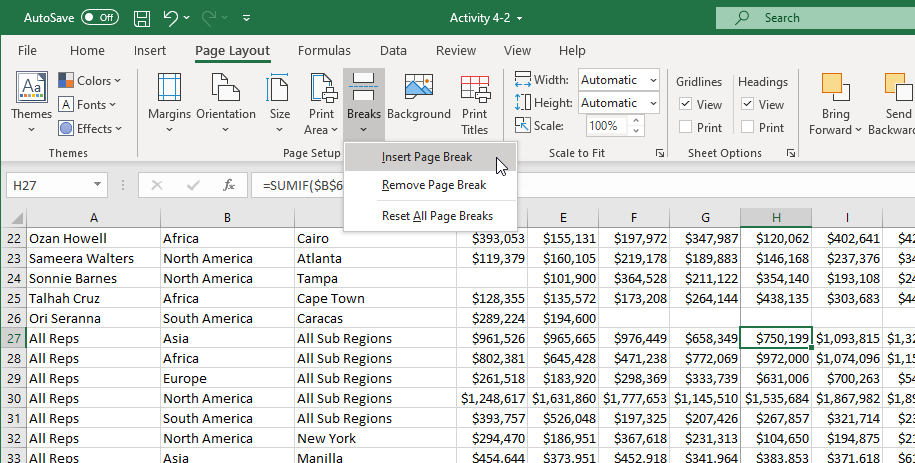 AutoSave Off Activity 4-2 Search
File Home Insert Page Layout Formulas Data Review View Help
Themes Colors Fonts Effects
Margins Orientation Size Print Area Breaks Background Print Titles
Width: Automatic
Height: Automatic
Scale: 100%
Gridlines View Print
Headings View Print
Bring Forward Send Backward
Themes Page Setup Scale to Fit Sheet Options
Insert Page Break
Remove Page Break
Reset All Page Breaks
H27 fx =SUMIF($B$6
A B E F G H I
22 Ozan Howell Africa Cairo $393,053 $155,131 $197,972 $347,987 $120,062 $402,641 $42
23 Sameera Walters North America Atlanta $119,379 $160,105 $219,178 $189,883 $146,168 $237,376 $34
24 Sonnie Barnes North America Tampa $101,900 $364,528 $211,122 $354,140 $193,108 $24
25 Talhah Cruz Africa Cape Town $128,355 $135,572 $173,208 $264,144 $438,135 $303,683 $44
26 Ori Seranna South America Caracas $289,224 $194,600
27 All Reps Asia All Sub Regions $961,526 $965,665 $976,449 $658,349 $750,199 $1,093,815 $1,32
28 All Reps Africa All Sub Regions $802,381 $645,428 $471,238 $772,069 $972,000 $1,074,096 $1,15
29 All Reps Europe All Sub Regions $261,518 $183,920 $298,369 $333,739 $631,006 $700,263 $54
30 All Reps North America All Sub Regions $1,248,617 $1,631,860 $1,777,653 $1,145,510 $1,535,684 $1,867,982 $1,89
31 All Reps South America All Sub Regions $393,757 $526,048 $197,325 $207,426 $267,857 $321,714 $23
32 All Reps North America New York $294,470 $186,951 $367,618 $231,313 $104,650 $194,875 $21
33 All Reps Asia Manilla $454,644 $373,951 $452,918 $341,964 $383,853 $371,618 $61